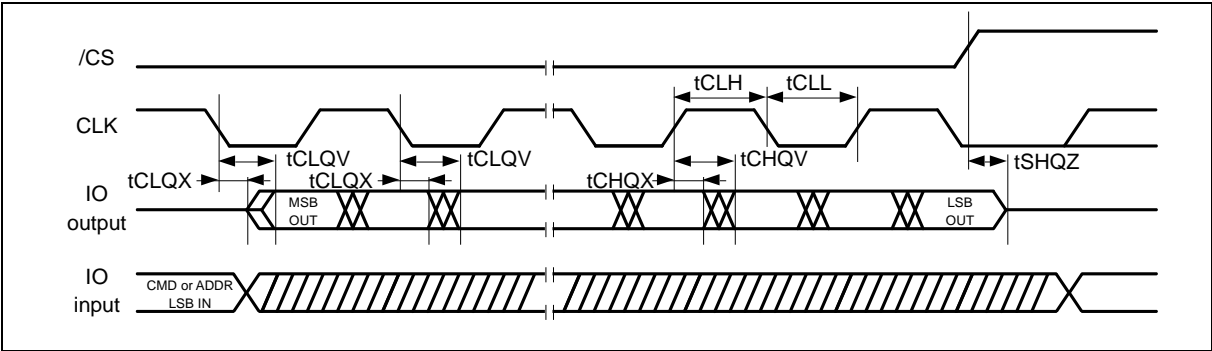 /CS
tCLH
tCLL
CLK
tCLQV
tCLQV
tCHQV
tSHQZ
tCLQX
tCLQX
tCHQX
IO
output
MSB
OUT
LSB
OUT
IO
input
CMD or ADDR
LSB IN